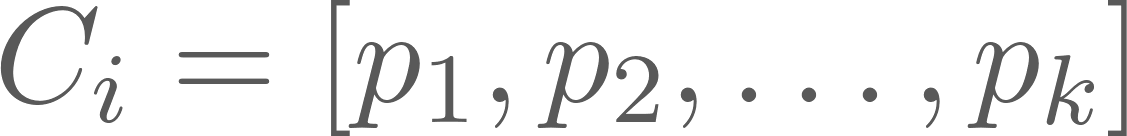 C_i = [p_1, p_2, . . . , p_k]